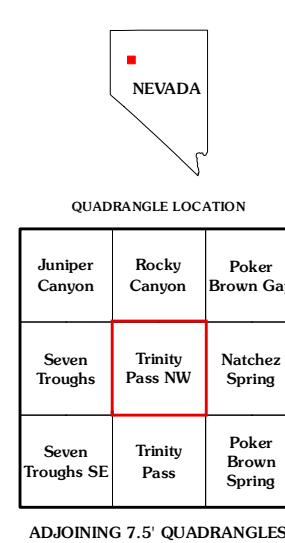 NEVADA
QUADRANGLE LOCATION
Juniper
Canyon
Rocky
Canyon
Poker
Brown Ga
Seven
Troughs
Trinity
Pass NW
Natchez
Spring
Seven
Troughs SE
Trinity
Pass
Poker
Brown
Spring
ADJOINING 7.5' QUADRANGLES